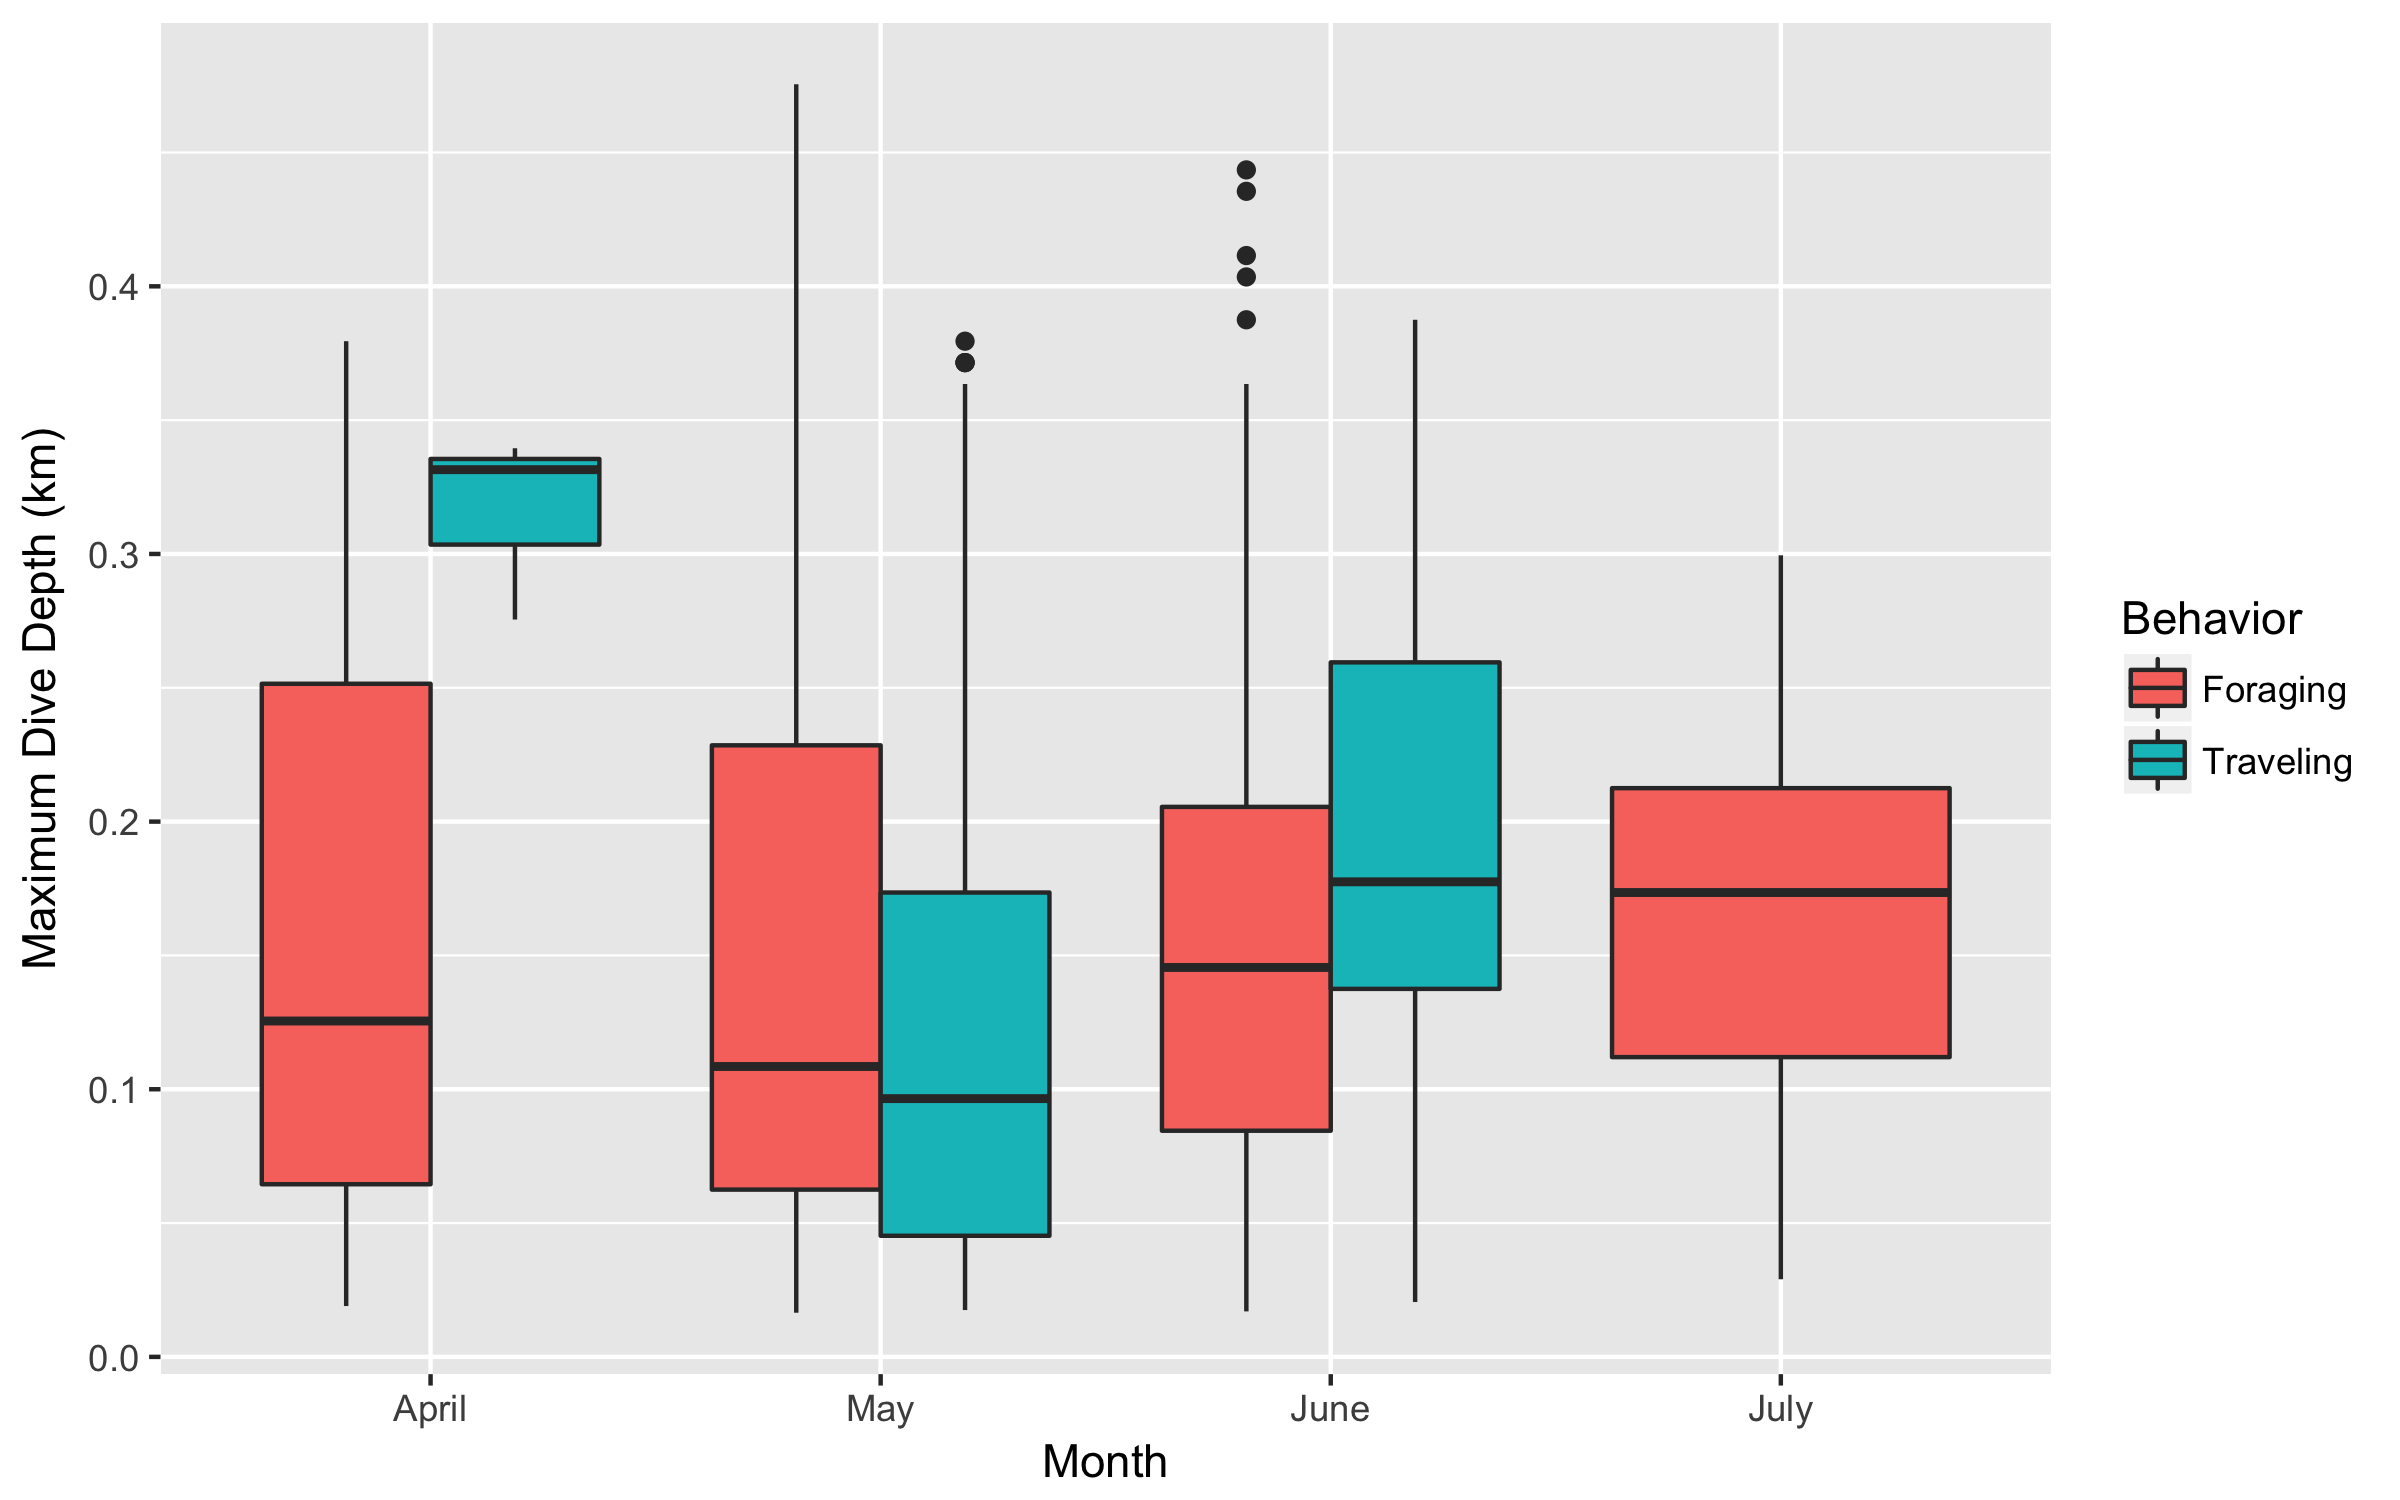 Maximum Dive Depth (km)
0.4
0.3
0.2
0.1
0.0
April
May
June
July
Month
Behavior
Foraging
Traveling